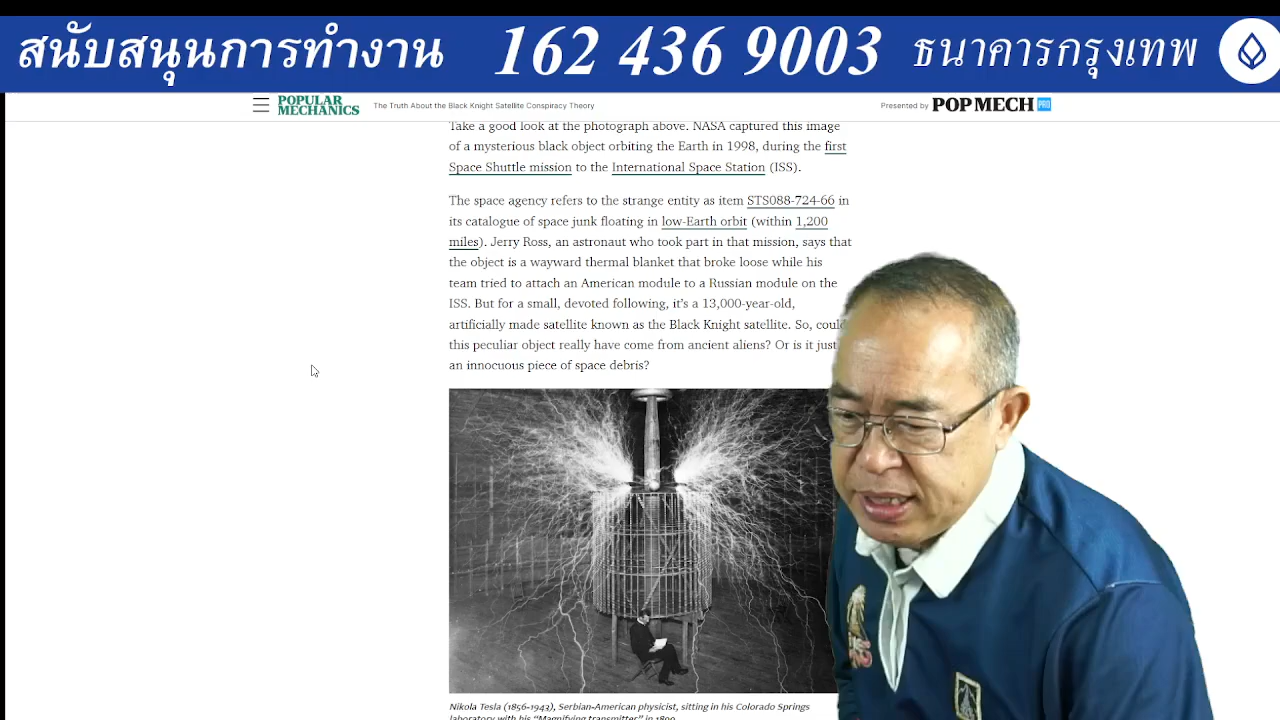 สนับสนุนการทำงาน 162 436 9003 ธนาคารกรุงเทพ
POPULAR MECHANICS The Truth About the Black Knight Satellite Conspiracy Theory Presented by POP MECH PRO
Take a good look at the photograph above. NASA captured this image
of a mysterious black object orbiting the Earth in 1998, during the first
Space Shuttle mission to the International Space Station (ISS).
The space agency refers to the strange entity as item STS088-724-66 in
its catalogue of space junk floating in low-Earth orbit (within 1,200
miles). Jerry Ross, an astronaut who took part in that mission, says that
the object is a wayward thermal blanket that broke loose while his
team tried to attach an American module to a Russian module on the
ISS. But for a small, devoted following, it's a 13,000-year-old,
artificially made satellite known as the Black Knight satellite. So, could
this peculiar object really have come from ancient aliens? Or is it just
an innocuous piece of space debris?
Nikola Tesla (1856-1943), Serbian-American physicist, sitting in his Colorado Springs
laboratory with his "Magnifying transmitter" in